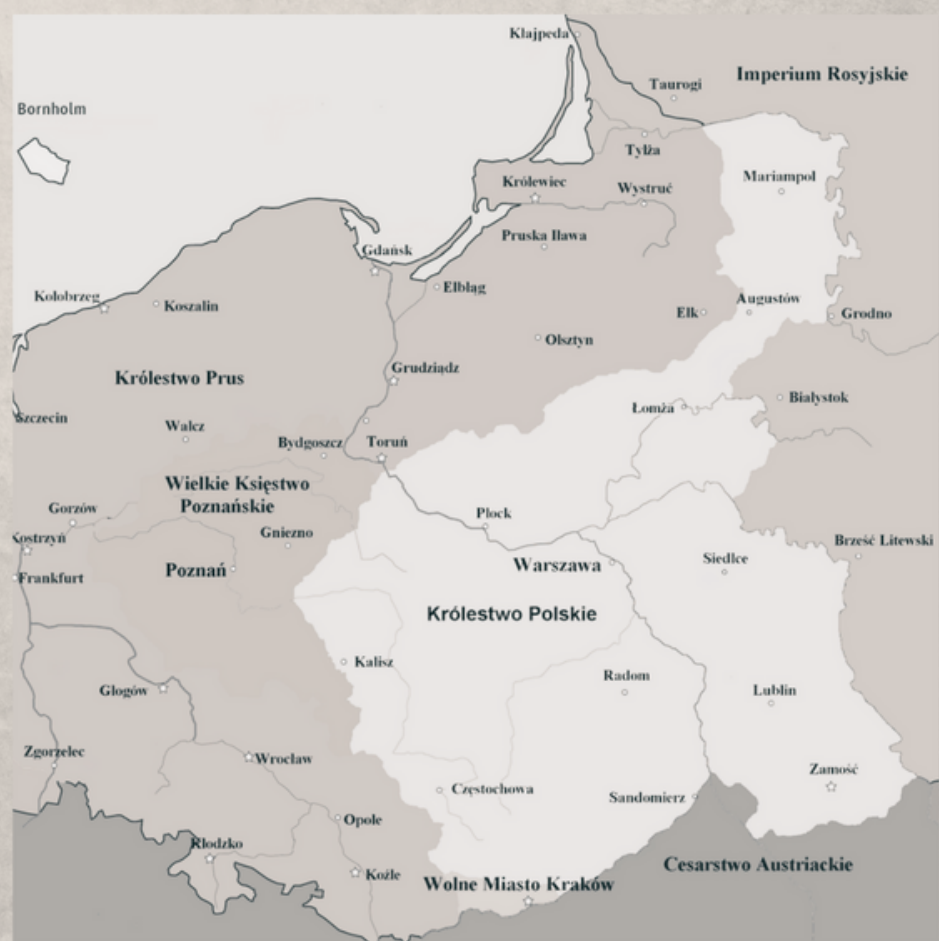 Kłajpeda
Taurogi
Imperium Rosyjskie
Bornholm
Tylża
Mariampol
Królewiec
Wystruć
Pruska Iława
Gdańsk
Elbląg
Kołobrzeg
Koszalin
Ełk
Augustów
Grodno
Olsztyn
Grudziądz
Królestwo Prus
Białystok
Łomża
Szczecin
Wałcz
Bydgoszcz
Toruń
Wielkie Księstwo
Poznańskie
Gorzów
Płock
Gniezno
Kostrzyń
Brześć Litewski
Siedlce
Warszawa
Poznań
Frankfurt
Królestwo Polskie
Kalisz
Radom
Głogów
Lublin
Zgorzelec
Wrocław
Zamość
Częstochowa
Sandomierz
Opole
Kłodzko
Cesarstwo Austriackie
Koźle
Wolne Miasto Kraków